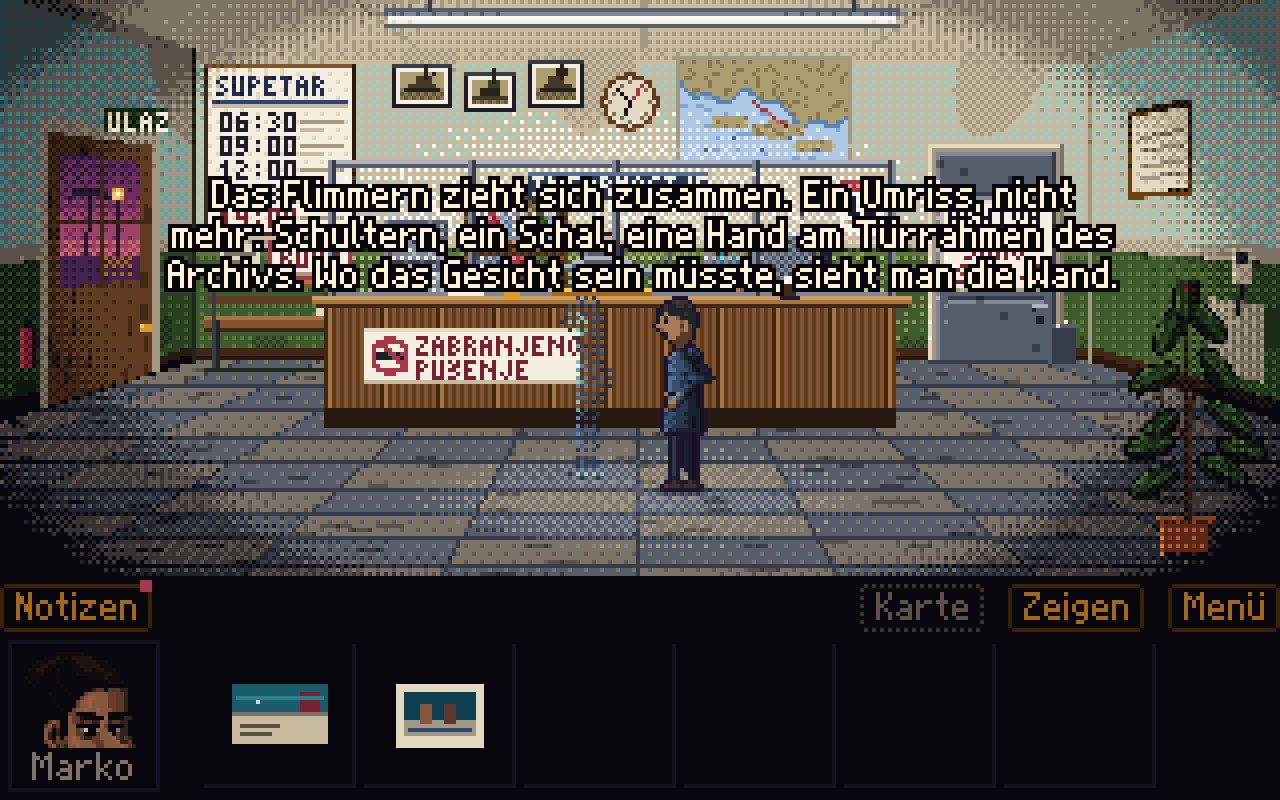 SUPETAR
ULAZ
06:30
09:00
12:00
Das Flimmern zieht sich zusammen. Ein Umriss, nicht
mehr. Schultern, ein Schal, eine Hand am Türrahmen des
Archivs. Wo das Gesicht sein müsste, sieht man die Wand.
ZABRANJENO
PUŠENJE
Notizen
Karte
Zeigen
Menü
Marko